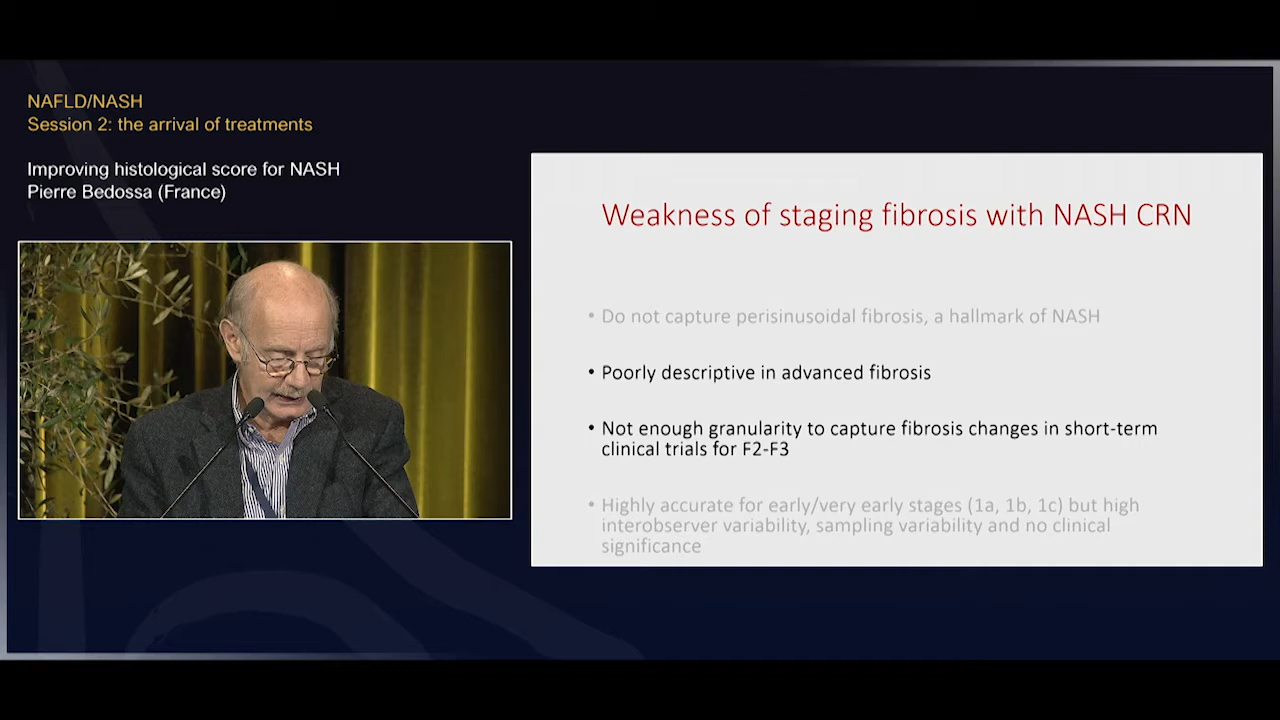 NAFLD/NASH
Session 2: the arrival of treatments
Improving histological score for NASH
Pierre Bedossa (France)
Weakness of staging fibrosis with NASH CRN
• Do not capture perisinusoidal fibrosis, a hallmark of NASH
• Poorly descriptive in advanced fibrosis
• Not enough granularity to capture fibrosis changes in short-term
clinical trials for F2-F3
• Highly accurate for early/very early stages (1a, 1b, 1c) but high
interobserver variability, sampling variability and no clinical
significance